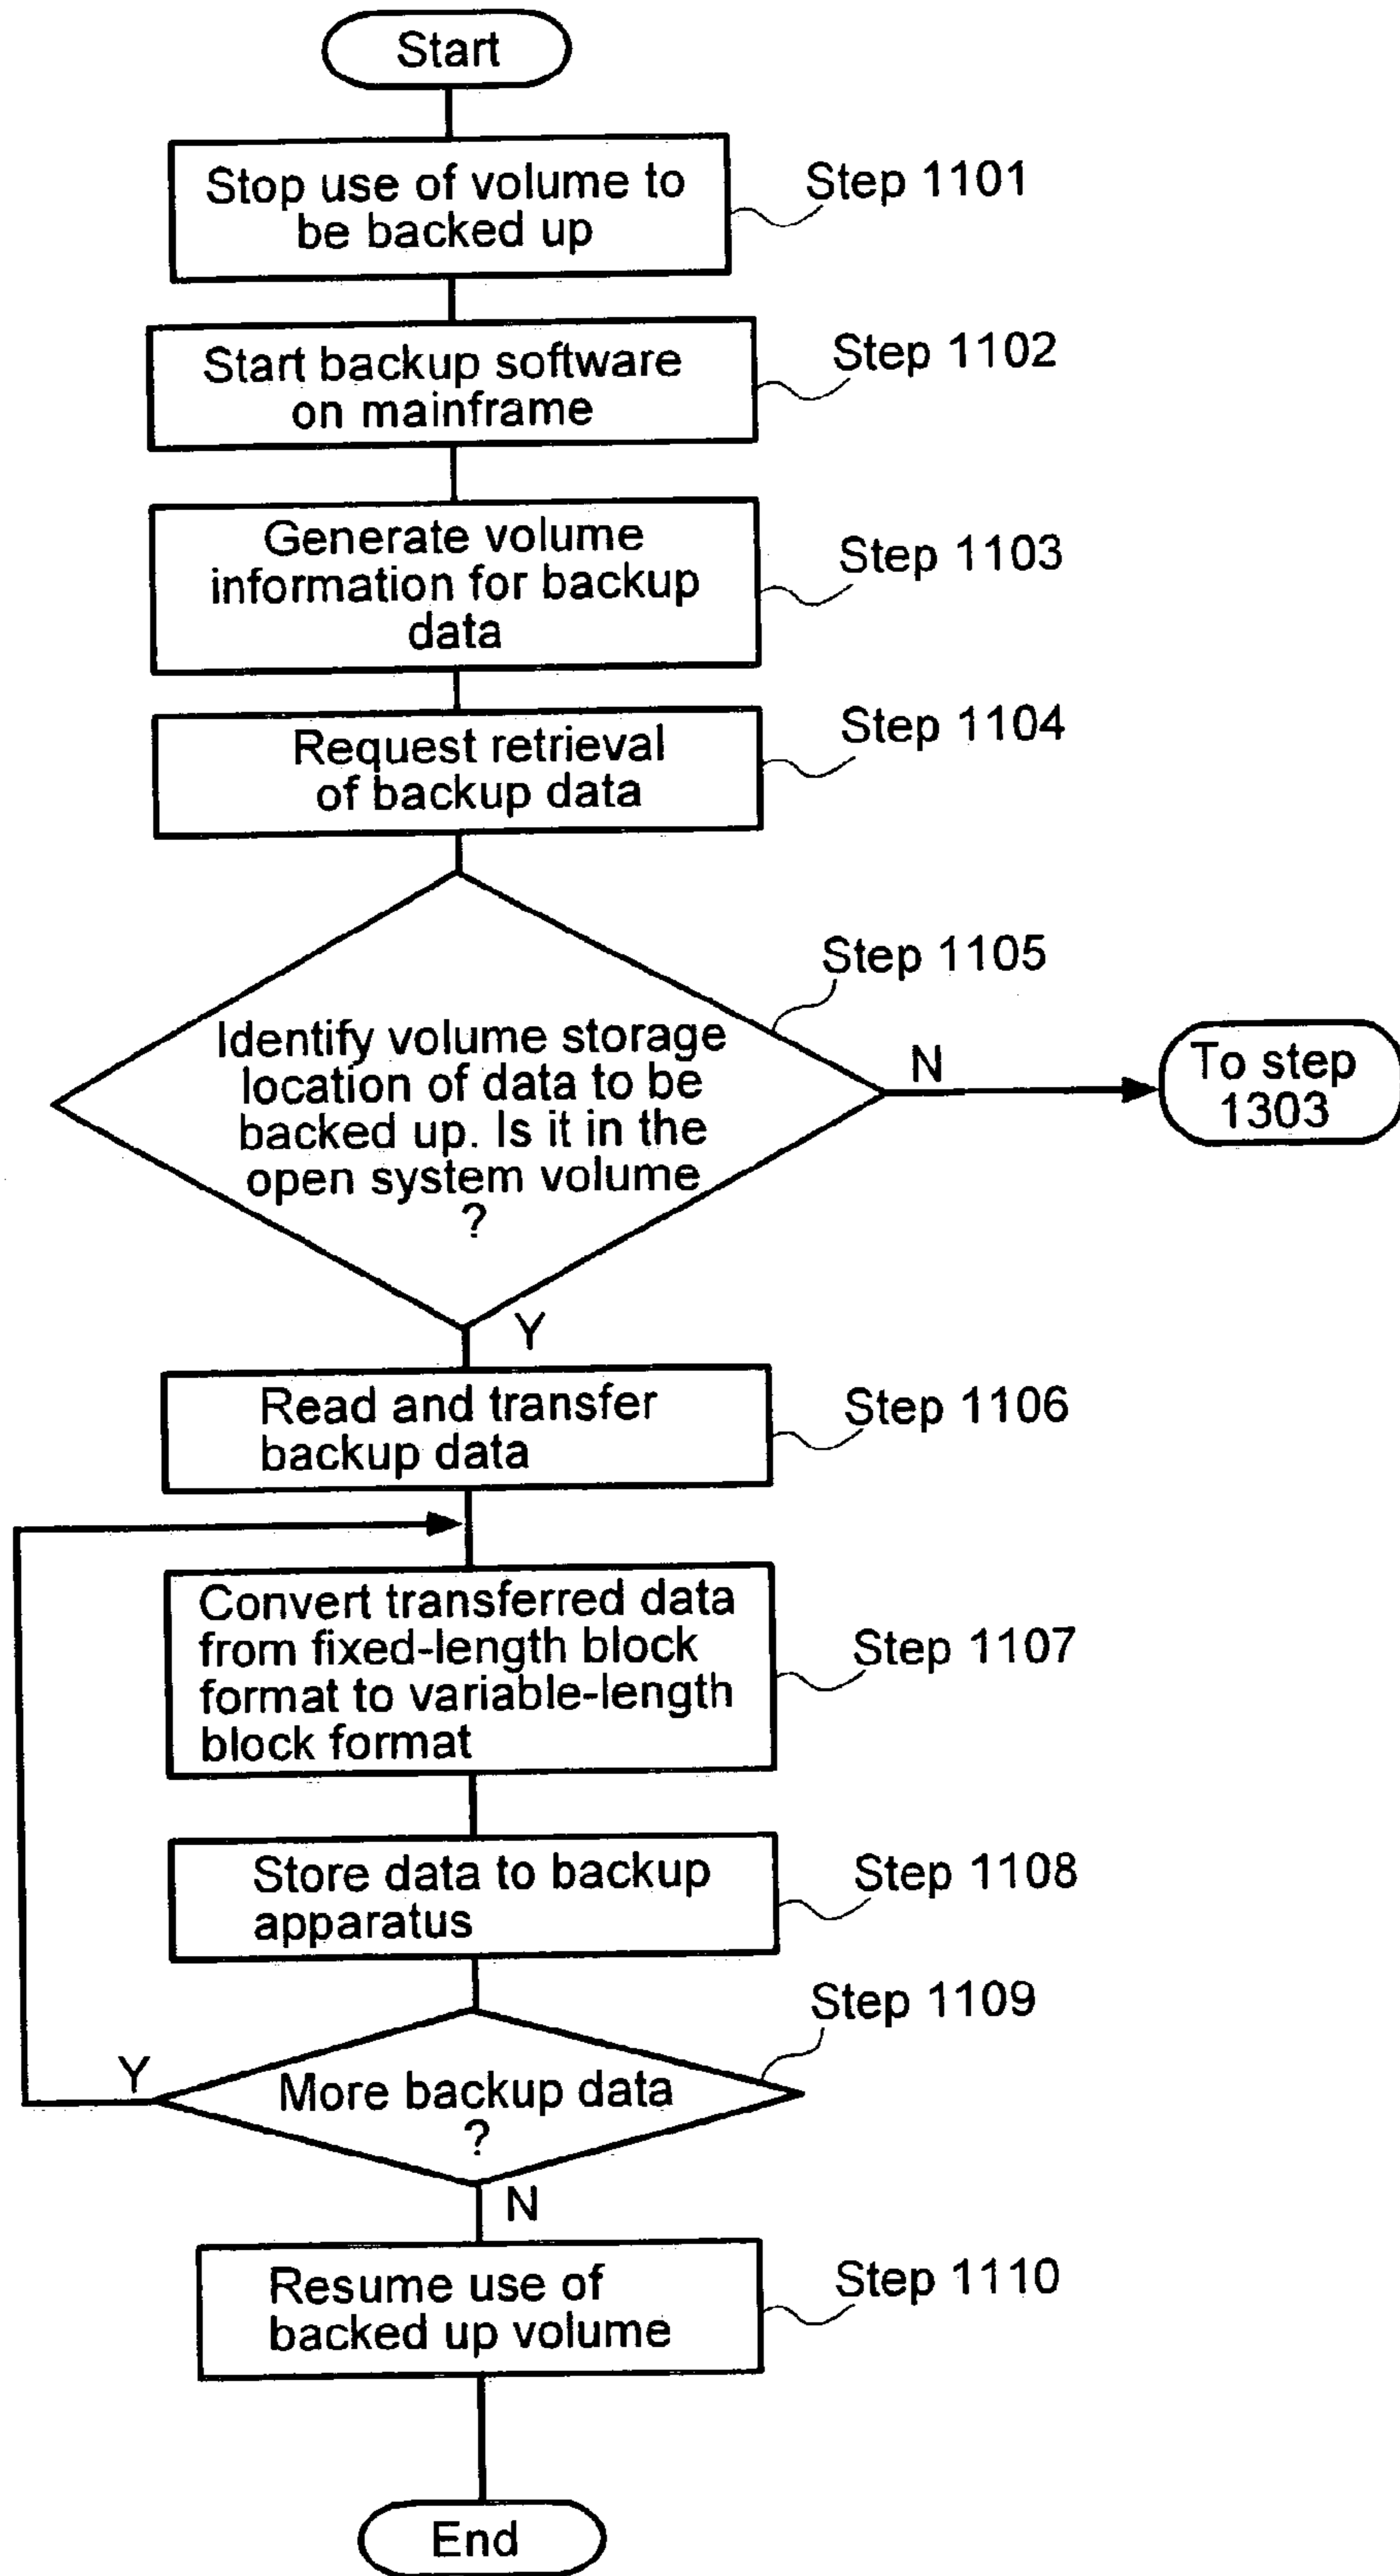 Start
Stop use of volume to
be backed up
Step 1101
Start backup software
on mainframe
Step 1102
Generate volume
information for backup
data
Step 1103
Request retrieval
of backup data
Step 1104
Step 1105
Identify volume storage
location of data to be
backed up. Is it in the
open system volume
?
N
To step
1303
Y
Read and transfer
backup data
Step 1106
Convert transferred data
from fixed-length block
format to variable-length
block format
Step 1107
Store data to backup
apparatus
Step 1108
Step 1109
Y
More backup data
?
N
Resume use of
backed up volume
Step 1110
End